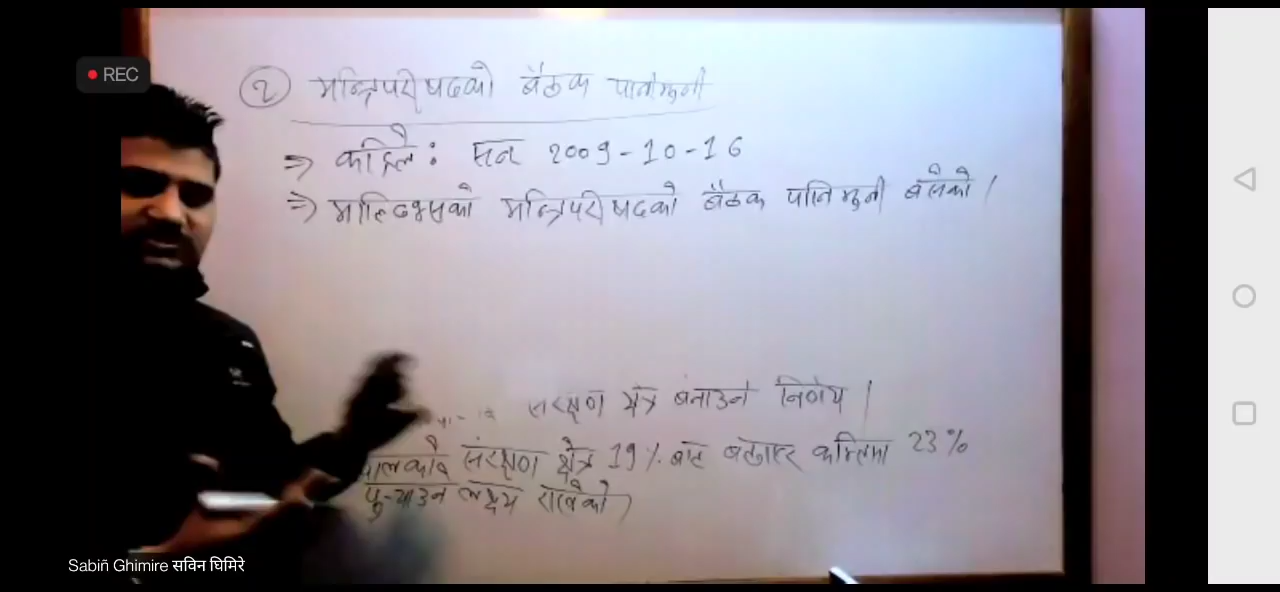 REC
२ मन्त्रिपरीषदको बैठक पानीमुनी
⇒ कहिले : सन 2009-10-16
⇒ माल्दिभ्सको मन्त्रिपरीषदको बैठक पानिमुनी बसेको ।
संरक्षण क्षेत्र बनाउने निर्णय ।
संरक्षण क्षेत्र 19% बाट बढाएर कम्तिमा 23%
पु-याउने लक्ष्य राखेको ।
Sabiñ Ghimire सविन घिमिरे